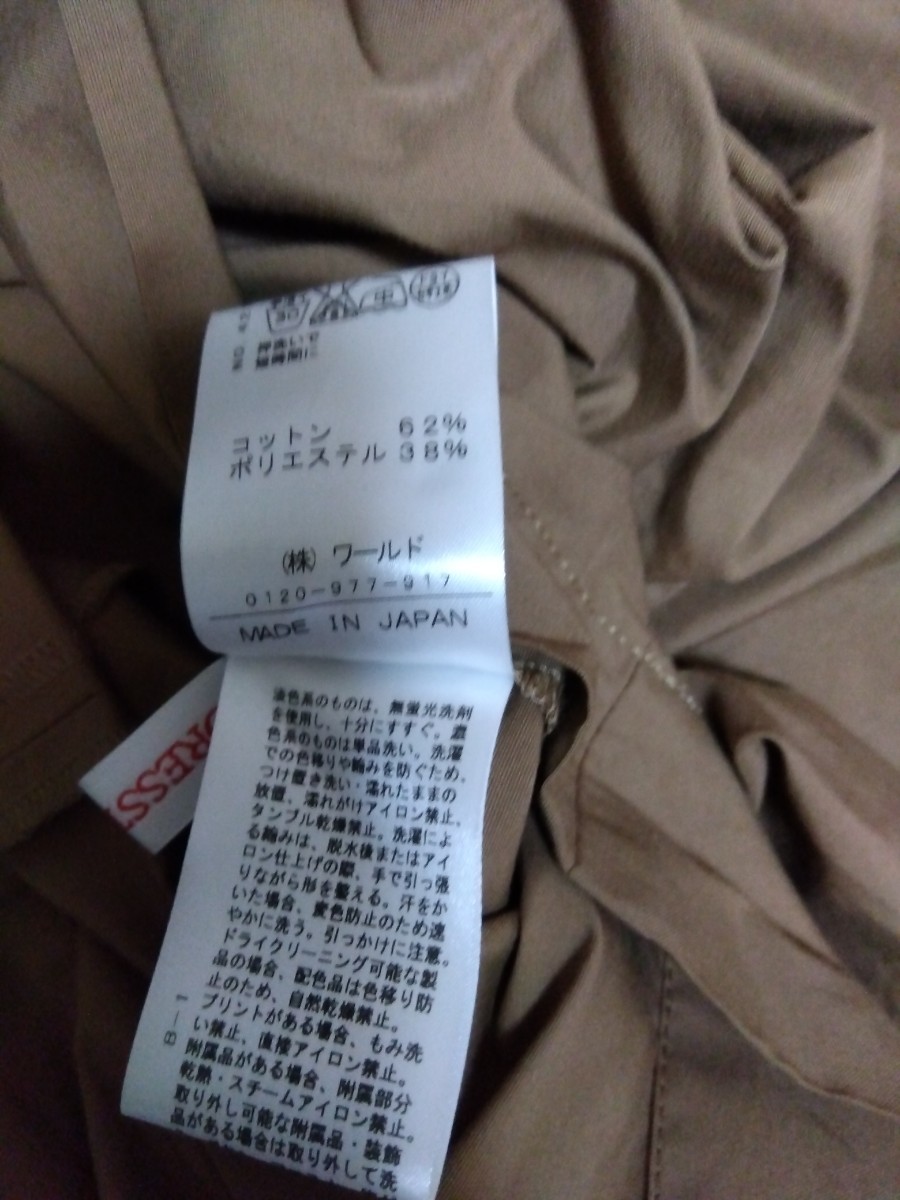 NO. 42
コットン 62%
ポリエステル 38%
(株) ワールド
0120-977-917
MADE IN JAPAN
淡色系のものは、無蛍光洗剤
を使用し、十分にすすぐ。濃
色系のものは単品洗い。洗濯
での色移りや縮みを防ぐため、
つけ置き洗い・濡れたままの
放置、濡れがけアイロン禁止。
タンブル乾燥禁止。洗濯によ
る縮みは、脱水後またはアイ
ロン仕上げの際、手で引っ張
りながら形を整える。汗をか
いた場合、変色防止のため速
やかに洗う。引っかけに注意。
ドライクリーニング可能な製
品の場合、配色品は色移り防
止のため、自然乾燥禁止。
プリントがある場合、もみ洗
い禁止、直接アイロン禁止。
附属品がある場合、附属部分
乾熱・スチームアイロン禁止。
取り外し可能な附属品・装飾
品がある場合は取り外して洗
B-1
PRESS